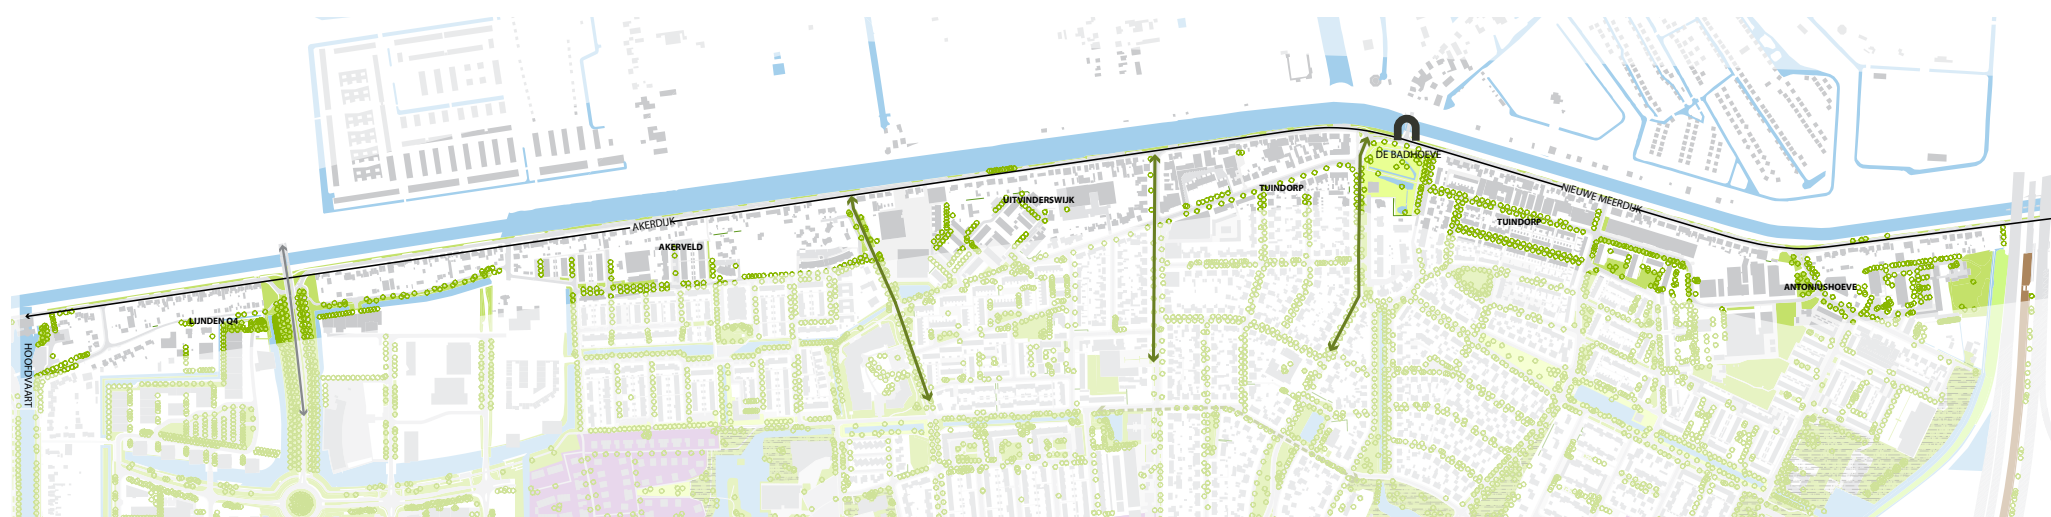 DE BADHOEVE
TUINDORP
NIEUWE MEERDIJK
UITVINDERSWIJK
TUINDORP
AKERDIJK
AKERVELD
ANTONIUSHOEVE
LIJNDEN Q4
HOOFDVAART